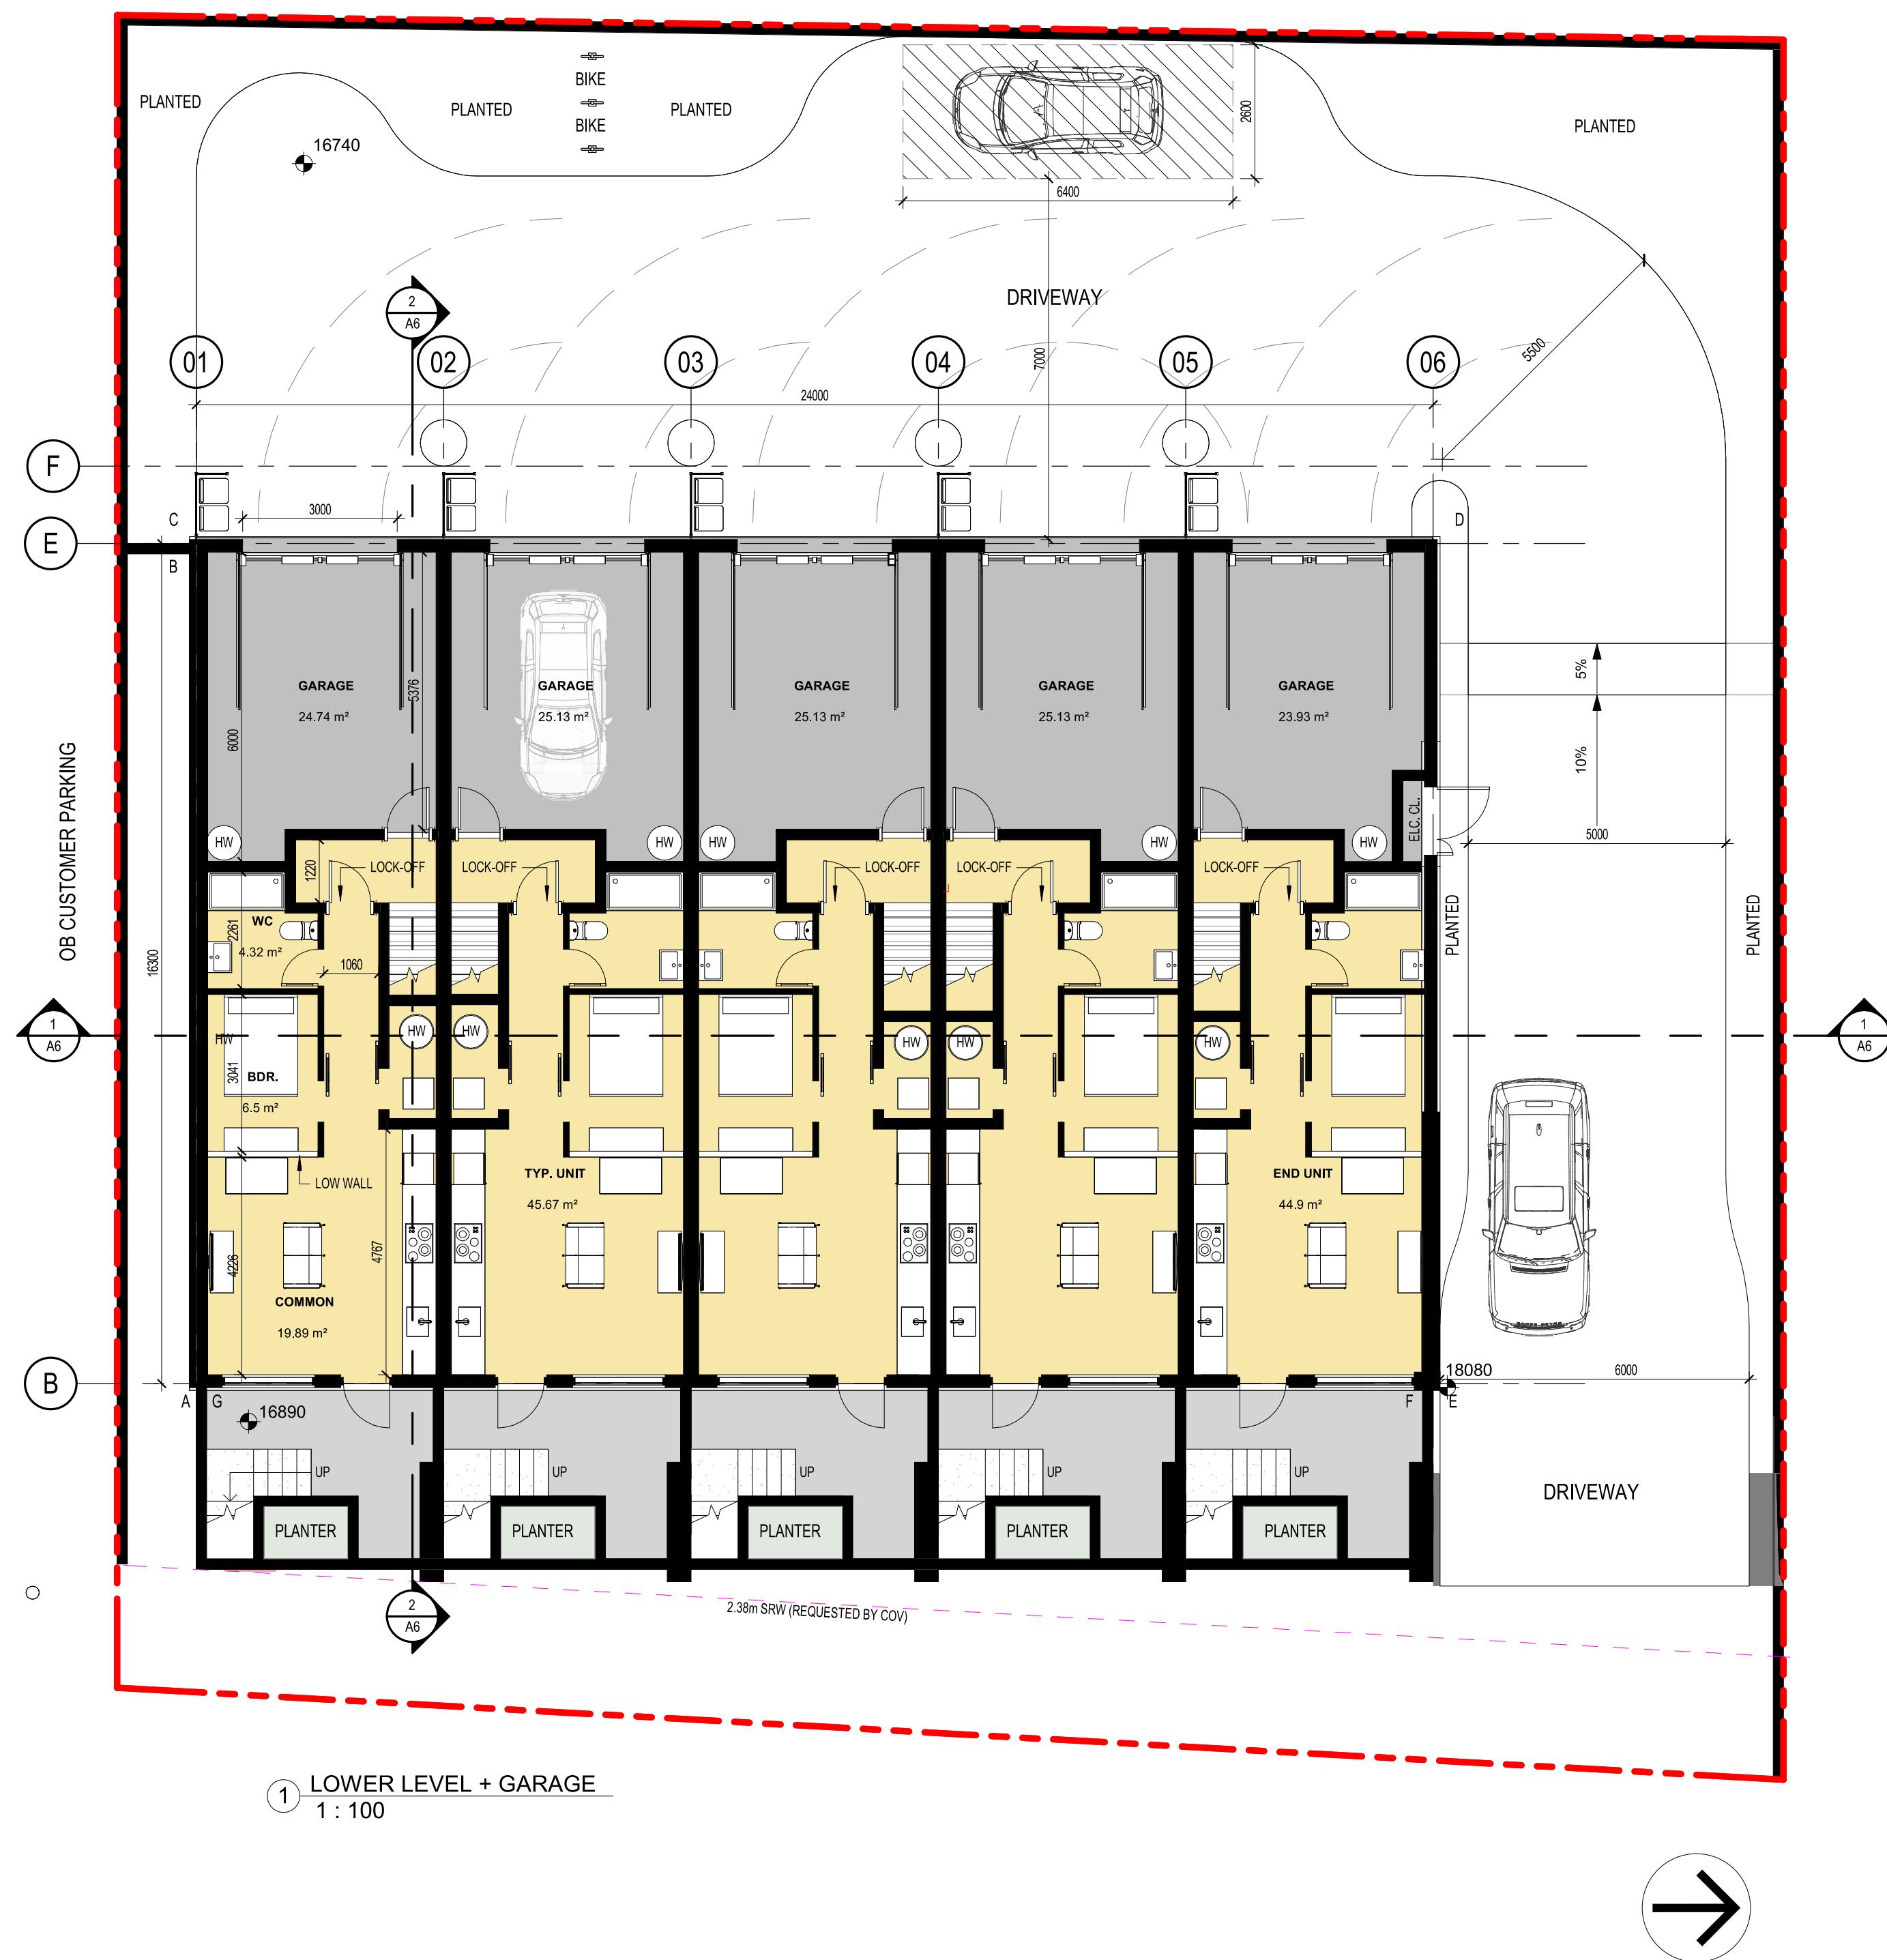 PLANTED
BIKE
BIKE
PLANTED
PLANTED
PLANTED
16740
2600
6400
DRIVEWAY
2
A6
01
02
03
04
05
06
7000
5500
24000
F
E
C
B
D
3000
GARAGE
24.74 m²
GARAGE
25.13 m²
GARAGE
25.13 m²
GARAGE
25.13 m²
GARAGE
23.93 m²
5376
6000
5%
10%
5000
ELC. CL.
OB CUSTOMER PARKING
16300
HW
HW
HW
HW
HW
LOCK-OFF
LOCK-OFF
LOCK-OFF
LOCK-OFF
LOCK-OFF
1220
WC
4.32 m²
2261
1060
PLANTED
PLANTED
1
A6
1
A6
HW
HW
HW
HW
HW
HW
3041
BDR.
6.5 m²
LOW WALL
TYP. UNIT
45.67 m²
END UNIT
44.9 m²
4226
4767
COMMON
19.89 m²
B
A
G
F
E
16890
18080
6000
UP
UP
UP
UP
UP
DRIVEWAY
PLANTER
PLANTER
PLANTER
PLANTER
PLANTER
2
A6
2.38m SRW (REQUESTED BY COV)
1
LOWER LEVEL + GARAGE
1 : 100